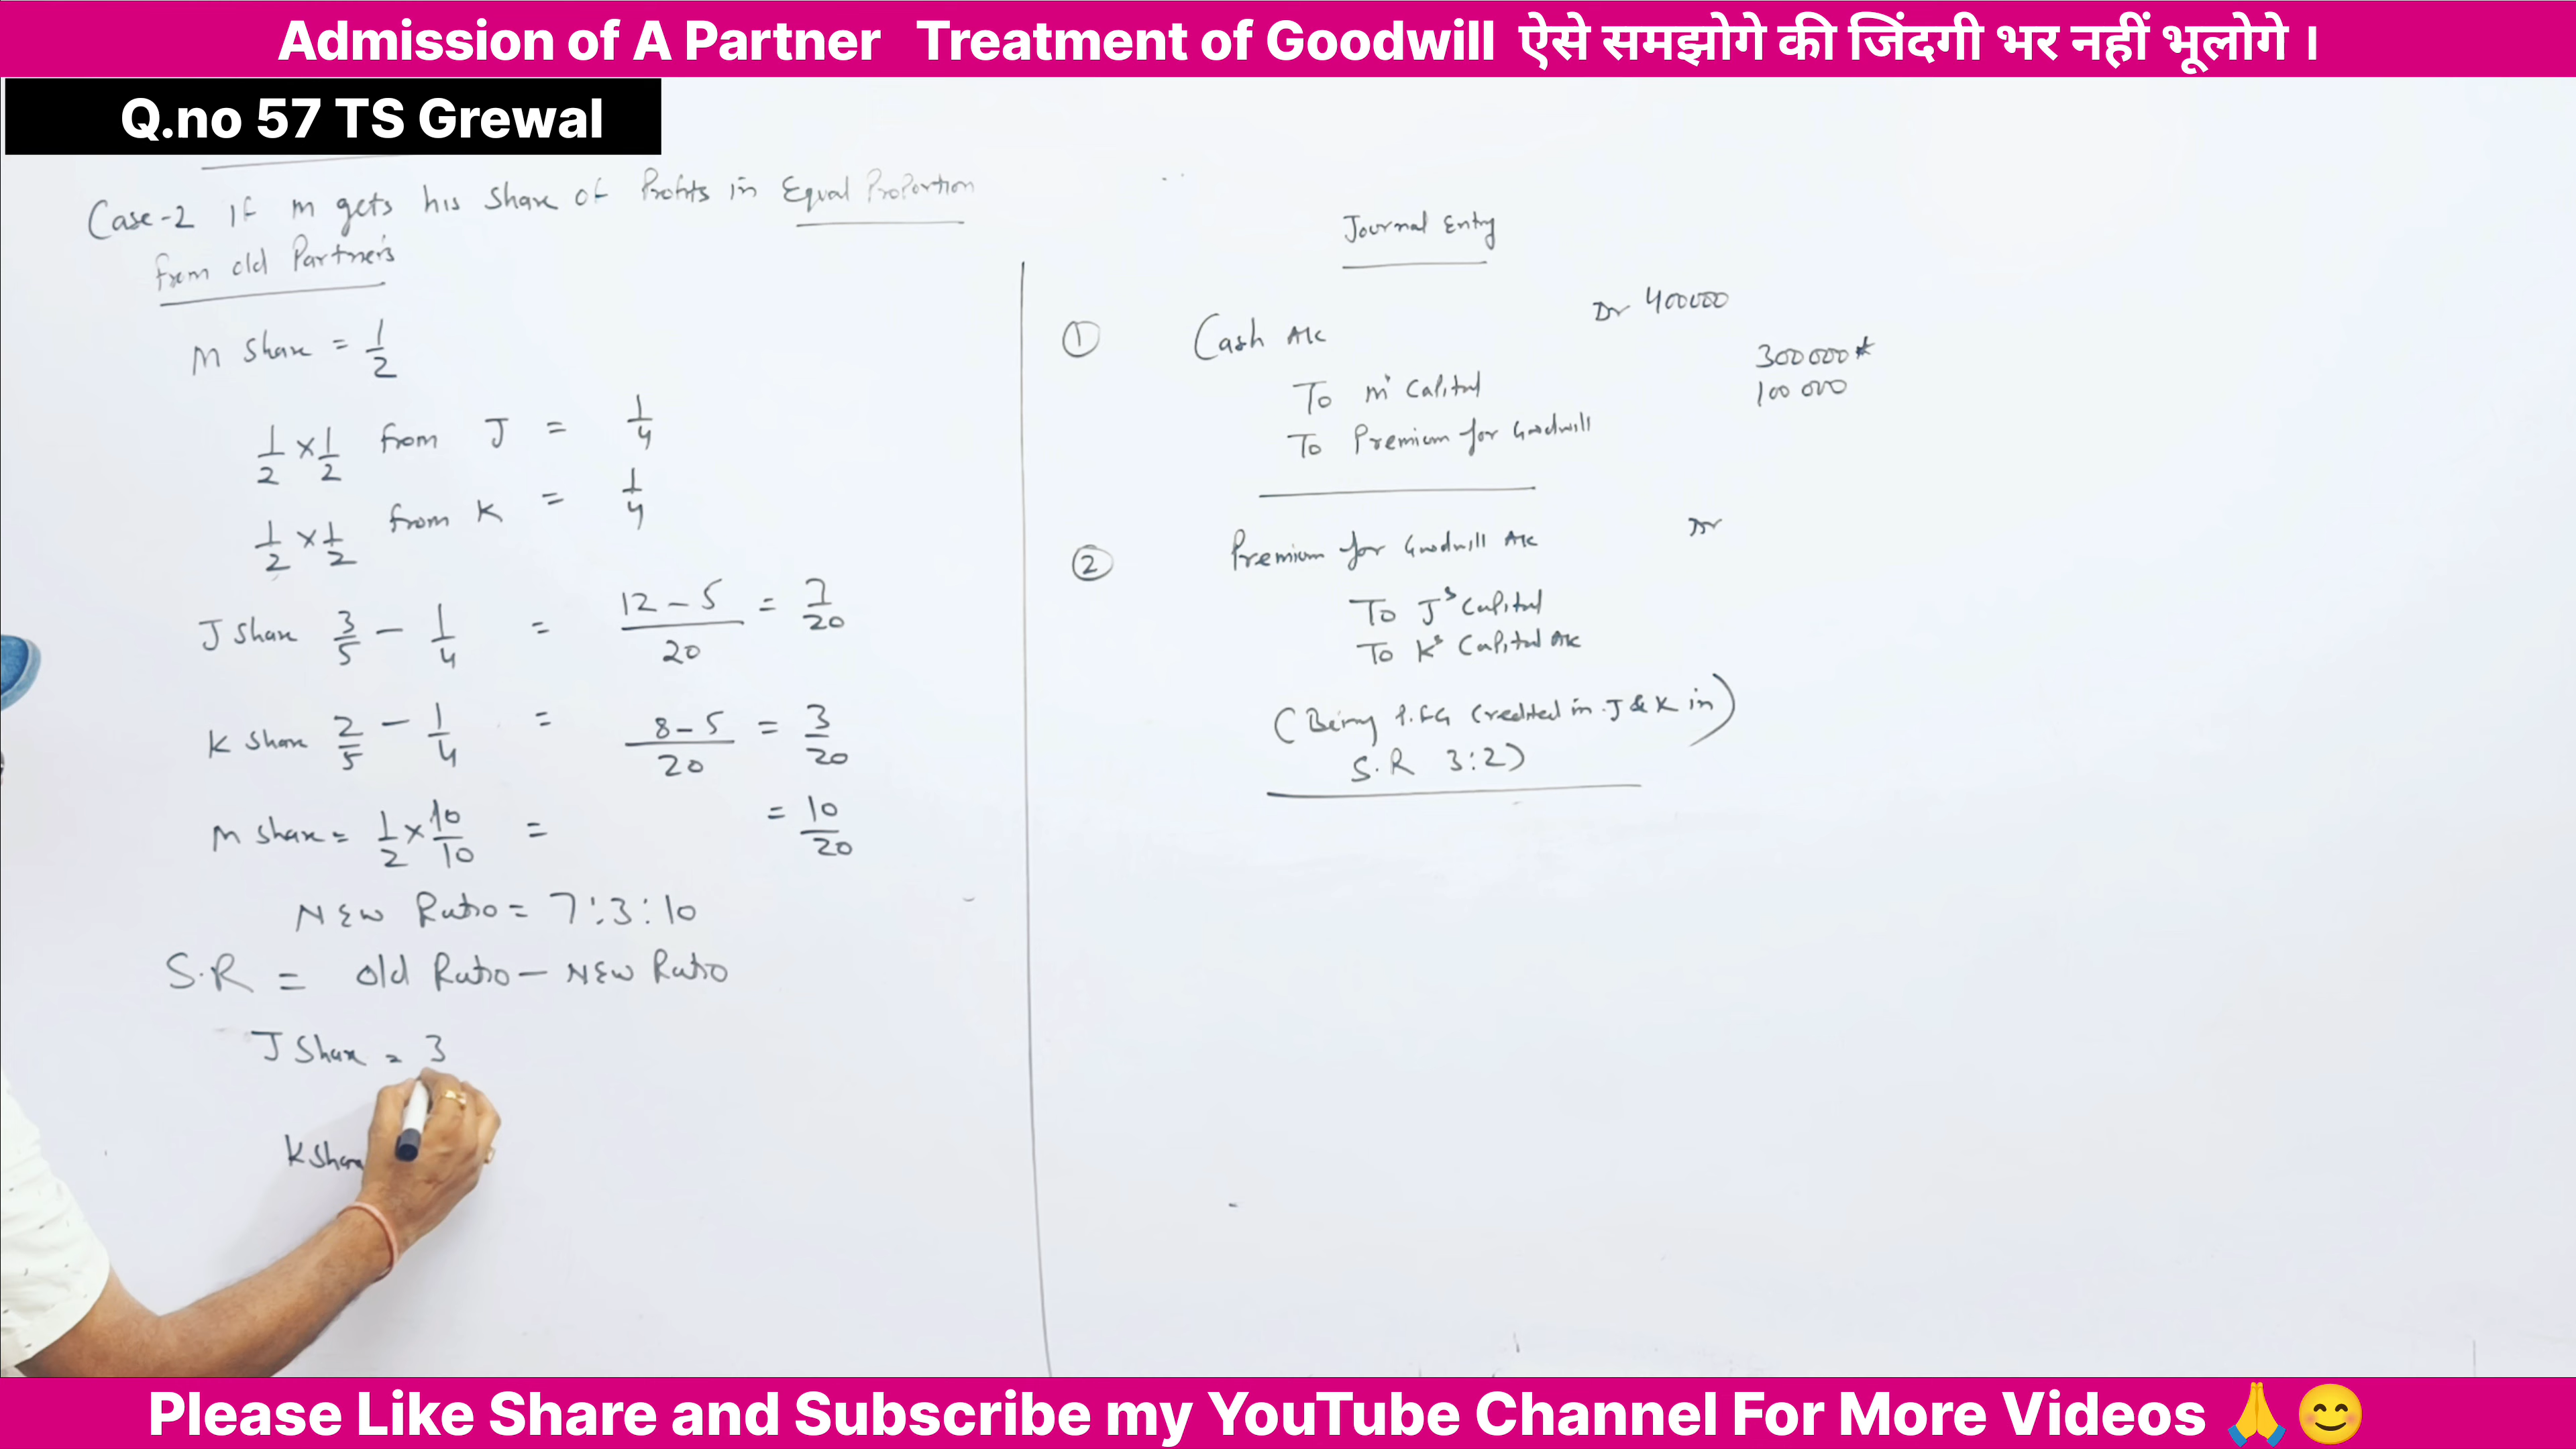 Admission of A Partner Treatment of Goodwill ऐसे समझोगे की जिंदगी भर नहीं भूलोगे ।
Q.no 57 TS Grewal
Case-2 If m gets his Share of Profits in Equal Proportion
from old Partners
M Share = 1/2
1/2 × 1/2 from J = 1/4
1/2 × 1/2 from K = 1/4
J Share 3/5 - 1/4 = 12-5/20 = 7/20
K Share 2/5 - 1/4 = 8-5/20 = 3/20
M Share = 1/2 × 10/10 = = 10/20
NEW Ratio = 7:3:10
S.R = old Ratio - NEW Ratio
J Share = 3
K Share
Journal Entry
① Cash A/c Dr 400000
To M's Capital 300000
To Premium for Goodwill 100000
② Premium for Goodwill A/c Dr
To J's Capital
To K's Capital A/c
(Being P.F.G Credited in J & K in)
S.R 3:2)
Please Like Share and Subscribe my YouTube Channel For More Videos 🙏😊